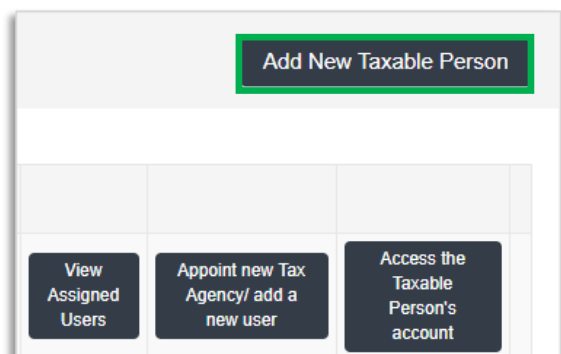 Add New Taxable Person
View
Assigned
Users
Appoint new Tax
Agency/ add a
new user
Access the
Taxable
Person's
account